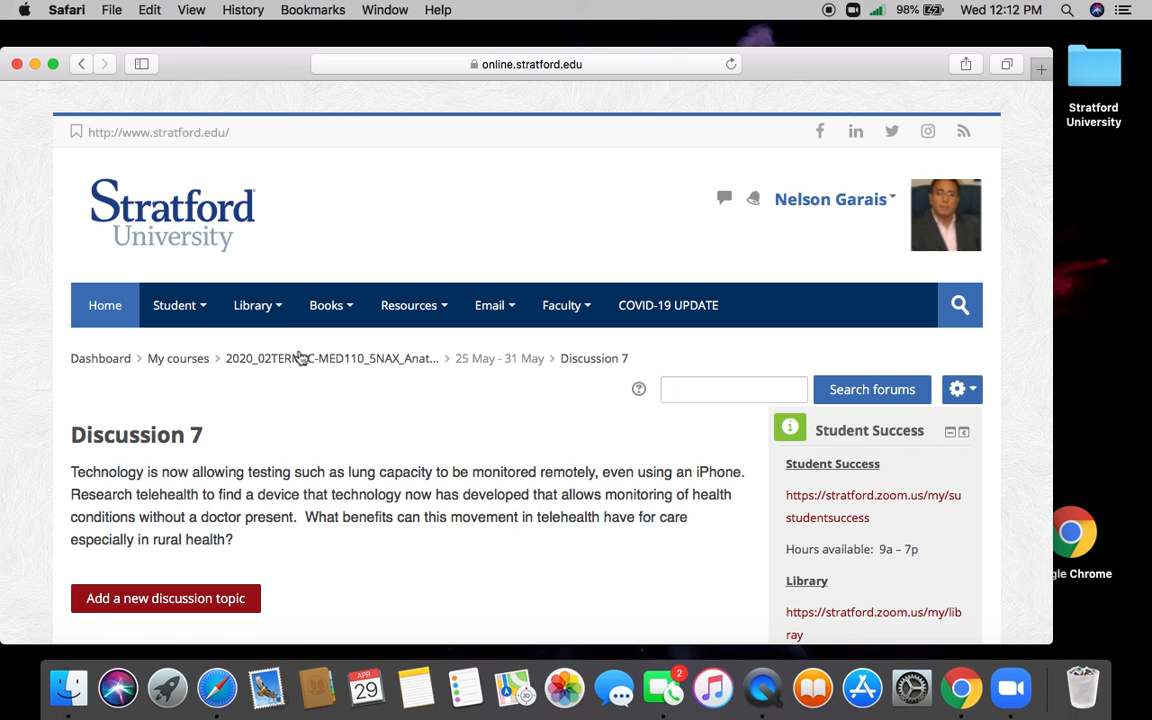 Safari File Edit View History Bookmarks Window Help 98% Wed 12:12 PM
online.stratford.edu
Stratford
University
http://www.stratford.edu/
Stratford
University
Nelson Garais
Home Student Library Books Resources Email Faculty COVID-19 UPDATE
Dashboard > My courses > 2020_02TERM C-MED110_5NAX_Anat... > 25 May - 31 May > Discussion 7
Search forums
Discussion 7
Technology is now allowing testing such as lung capacity to be monitored remotely, even using an iPhone.
Research telehealth to find a device that technology now has developed that allows monitoring of health
conditions without a doctor present. What benefits can this movement in telehealth have for care
especially in rural health?
Add a new discussion topic
Student Success
Student Success
https://stratford.zoom.us/my/su
studentsuccess
Hours available: 9a – 7p
Library
https://stratford.zoom.us/my/lib
ray
gle Chrome
APR
29
2